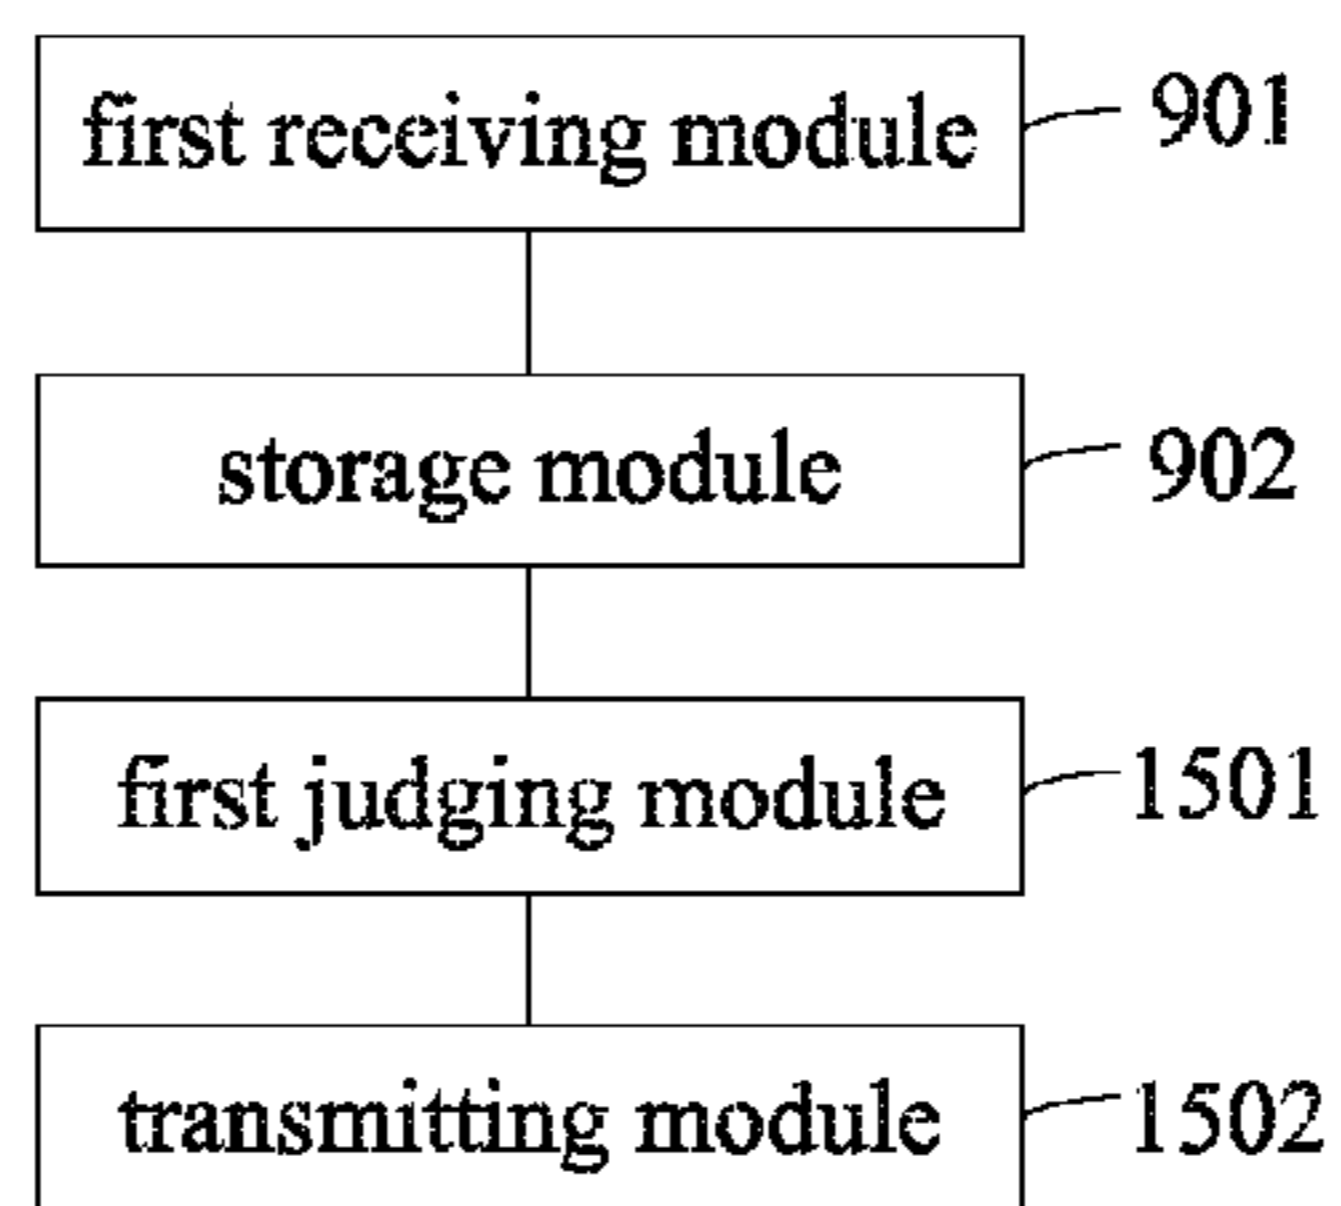 first receiving module 901
storage module 902
first judging module 1501
transmitting module 1502